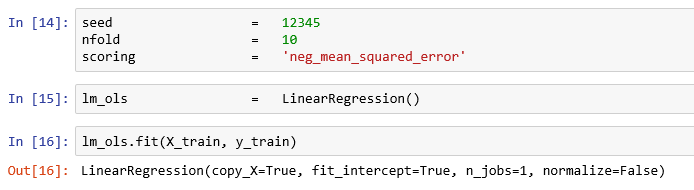 In [14]: seed = 12345
nfold = 10
scoring = 'neg_mean_squared_error'
In [15]: lm_ols = LinearRegression()
In [16]: lm_ols.fit(X_train, y_train)
Out[16]: LinearRegression(copy_X=True, fit_intercept=True, n_jobs=1, normalize=False)